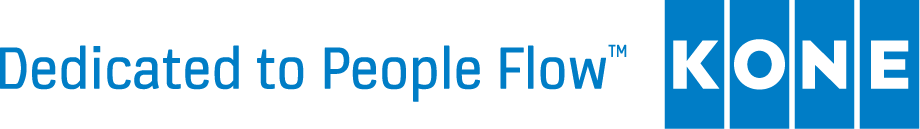 Dedicated to People Flow™ KONE